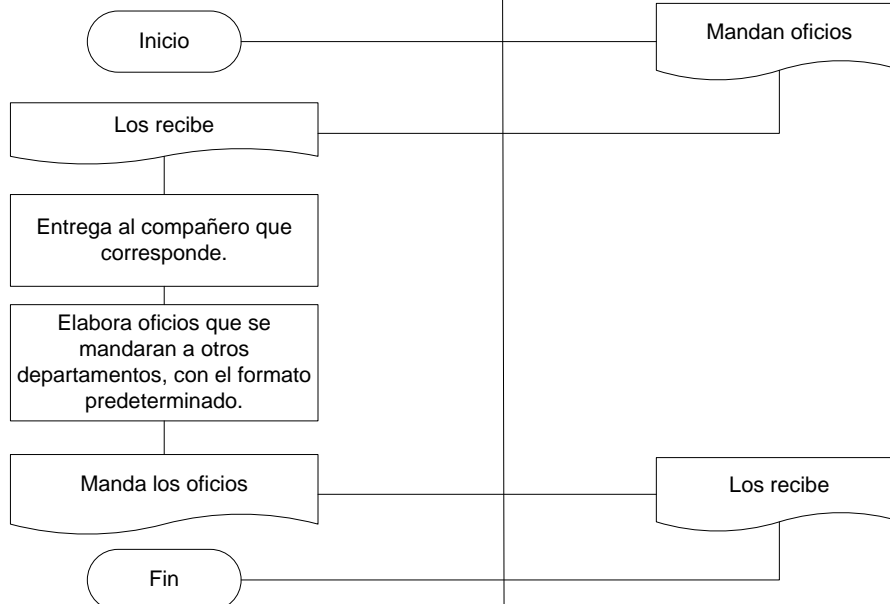 Inicio
Mandan oficios
Los recibe
Entrega al compañero que
corresponde.
Elabora oficios que se
mandaran a otros
departamentos, con el formato
predeterminado.
Manda los oficios
Los recibe
Fin